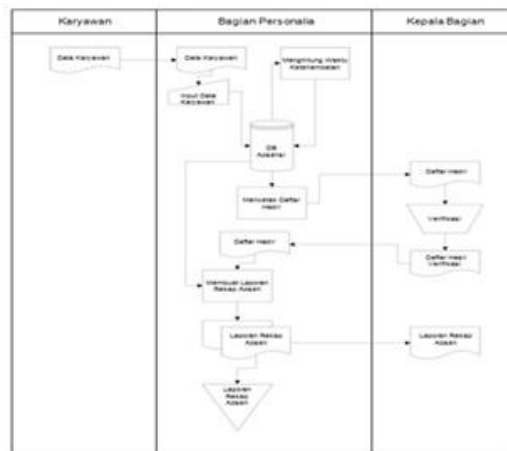 Karyawan
Bagian Personalia
Kepala Bagian
Data Karyawan
Data Karyawan
Menghitung Waktu
Keterlambatan
Input Data
Karyawan
DB
Absensi
Mencetak Daftar
Hadir
Daftar Hadir
Verifikasi
Daftar Hadir
Daftar Hadir
Verifikasi
Membuat Laporan
Rekap Absen
Laporan Rekap
Absen
Laporan Rekap
Absen
Laporan
Rekap
Absen